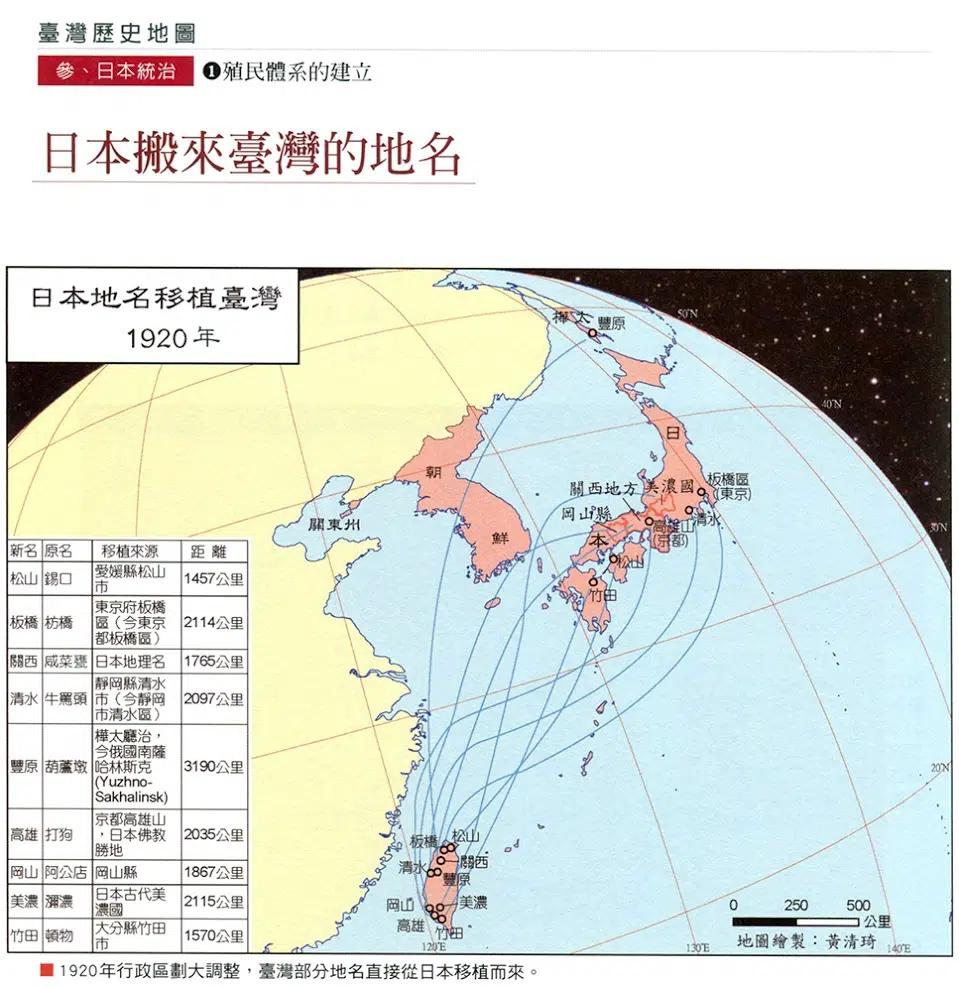 臺灣歷史地圖
參、日本統治 ❶殖民體系的建立
日本搬來臺灣的地名
日本地名移植臺灣
1920年
樺太
豐原
50°N
40°N
日
朝
關西地方
美濃國
板橋區
(東京)
岡山縣
清水
高雄山
(京都)
關東州
30°N
鮮
本
松山
竹田
新名 原名 移植來源 距離
松山 錫口 愛媛縣松山
市
1457公里
板橋 枋橋 東京府板橋
區（今東京
都板橋區）
2114公里
關西 咸菜甕 日本地理名 1765公里
清水 牛罵頭 靜岡縣清水
市（今靜岡
市清水區）
2097公里
豐原 葫蘆墩 樺太廳治，
今俄國南薩
哈林斯克
(Yuzhno-
Sakhalinsk)
3190公里
高雄 打狗 京都高雄山
，日本佛教
勝地
2035公里
岡山 阿公店 岡山縣 1867公里
美濃 彌濃 日本古代美
濃國
2115公里
竹田 頓物 大分縣竹田
市
1570公里
20°N
板橋
松山
清水
關西
豐原
岡山
美濃
高雄
竹田
0 250 500
公里
地圖繪製：黃清琦
120°E
130°E
140°E
■ 1920年行政區劃大調整，臺灣部分地名直接從日本移植而來。